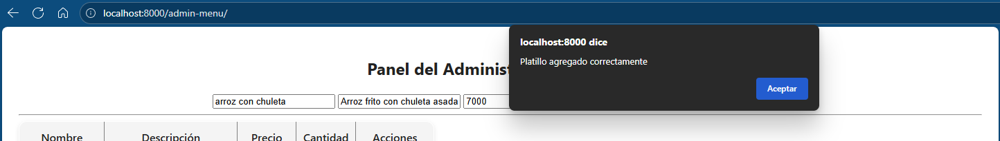 localhost:8000/admin-menu/
localhost:8000 dice
Platillo agregado correctamente
Aceptar
Panel del
arroz con chuleta Arroz frito con chuleta asada 7000
Nombre Descripción Precio Cantidad Acciones